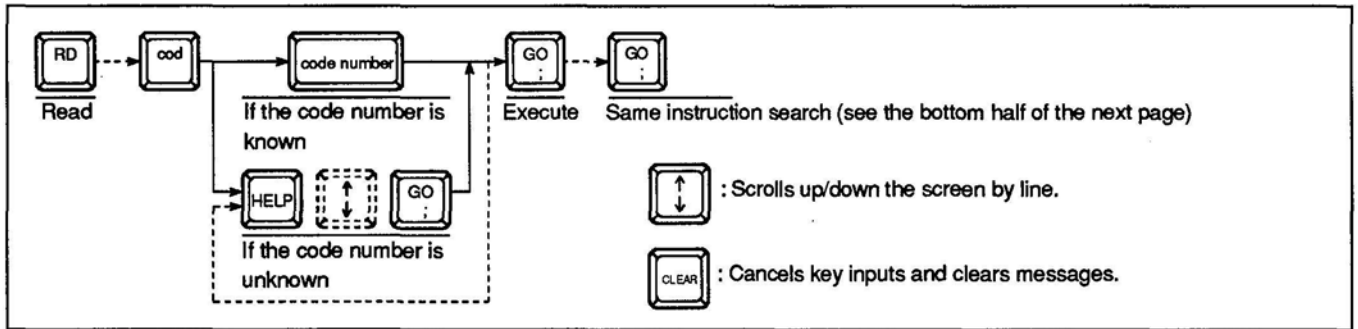 RD
cod
code number
GO
;
GO
;
Read
If the code number is
known
Execute
Same instruction search (see the bottom half of the next page)
HELP
↑
↓
GO
;
If the code number is
unknown
↑
↓
: Scrolls up/down the screen by line.
CLEAR
: Cancels key inputs and clears messages.